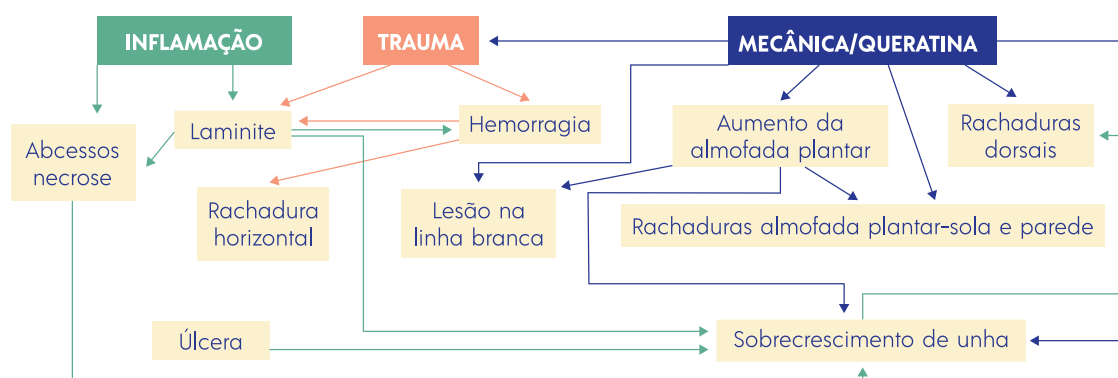 INFLAMAÇÃO
TRAUMA
MECÂNICA/QUERATINA
Abcessos
necrose
Laminite
Hemorragia
Aumento da
almofada plantar
Rachaduras
dorsais
Rachadura
horizontal
Lesão na
linha branca
Rachaduras almofada plantar-sola e parede
Úlcera
Sobrecrescimento de unha